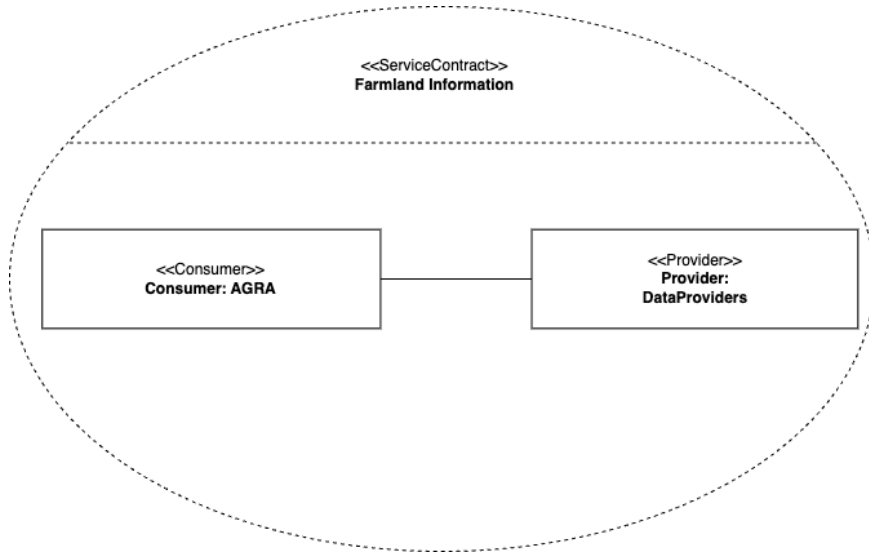 <<ServiceContract>>
Farmland Information
<<Consumer>>
Consumer: AGRA
<<Provider>>
Provider:
DataProviders